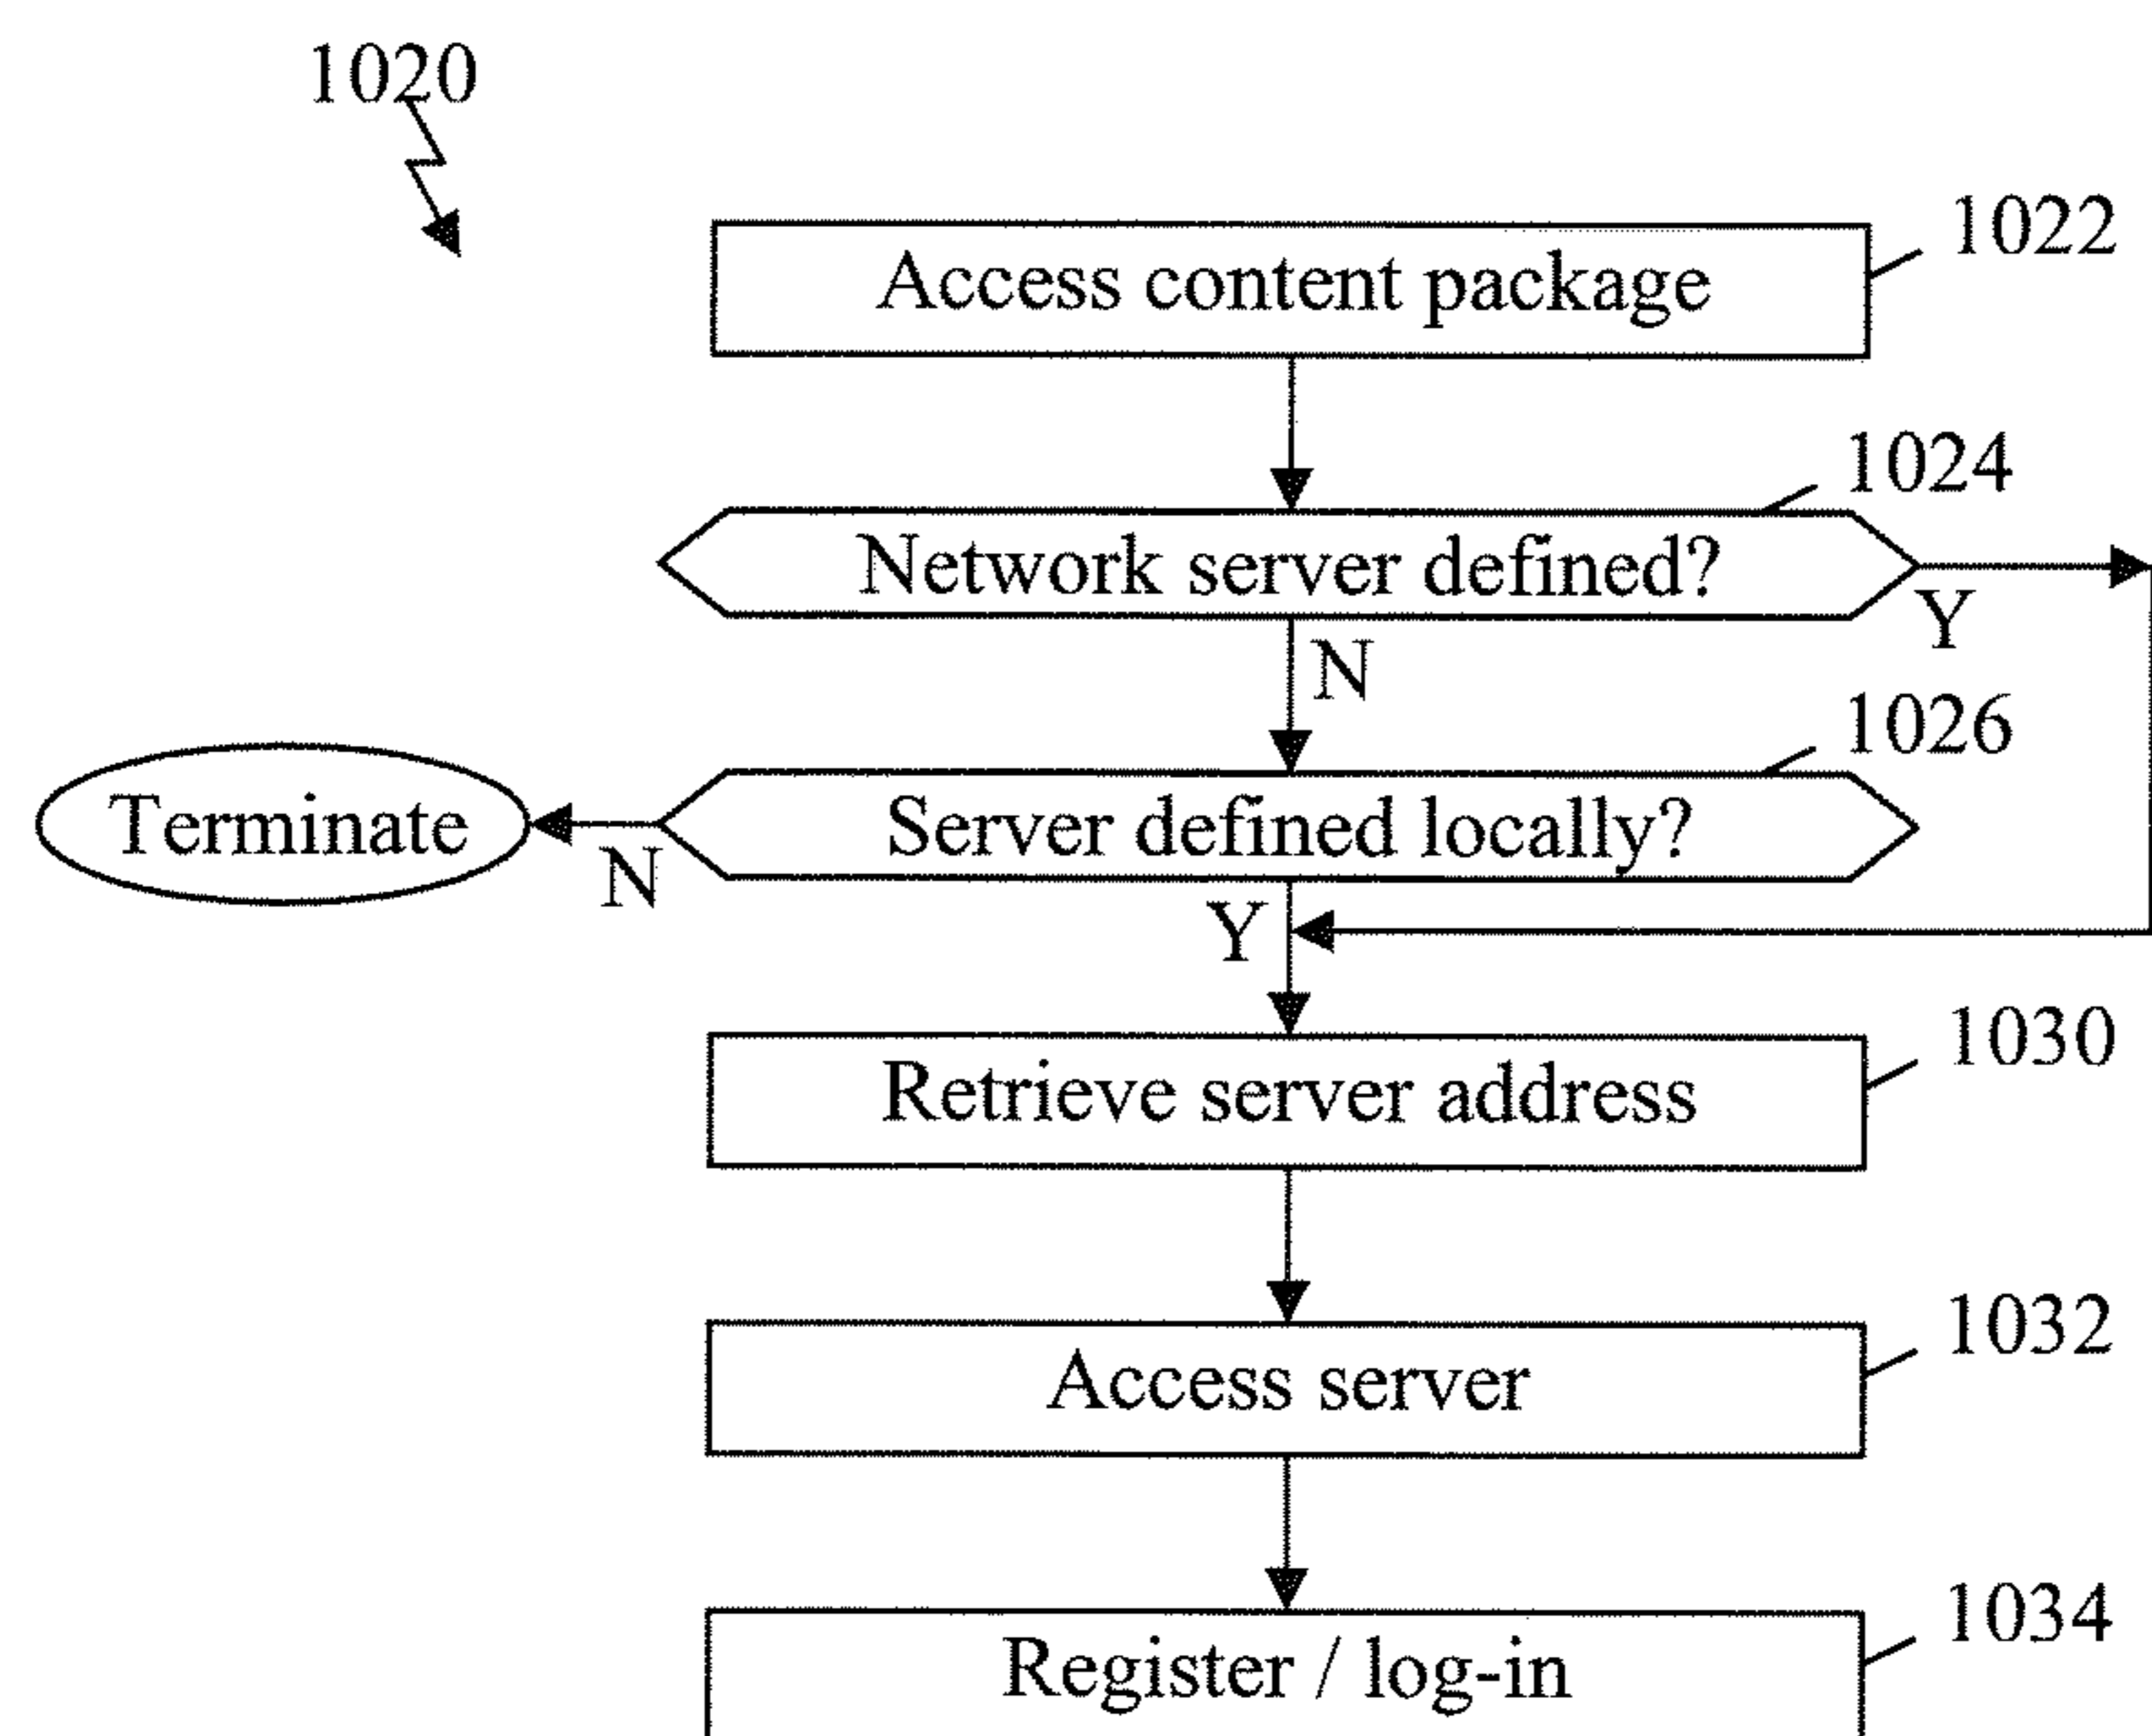 1020
1022
Access content package
1024
Network server defined?
Y
N
1026
Server defined locally?
Terminate
N
Y
1030
Retrieve server address
1032
Access server
1034
Register / log-in